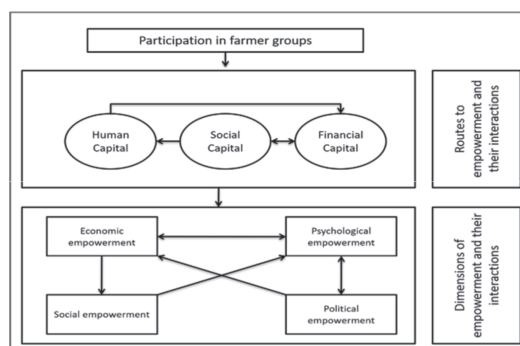 Participation in farmer groups
Human
Capital
Social
Capital
Financial
Capital
Routes to
empowerment and
their interactions
Economic
empowerment
Psychological
empowerment
Social empowerment
Political
empowerment
Dimensions of
empowerment and their
interactions